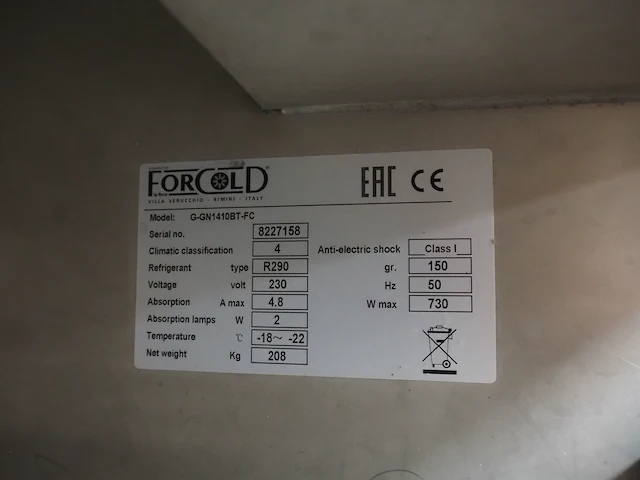 FORCOLD®
VILLA VERUCCHIO - RIMINI - ITALY
EAC CE
Model: G-GN1410BT-FC
Serial no. 8227158
Climatic classification 4 Anti-electric shock Class I
Refrigerant type R290 gr. 150
Voltage volt 230 Hz 50
Absorption A max 4.8 W max 730
Absorption lamps W 2
Temperature °C -18~ -22
Net weight Kg 208